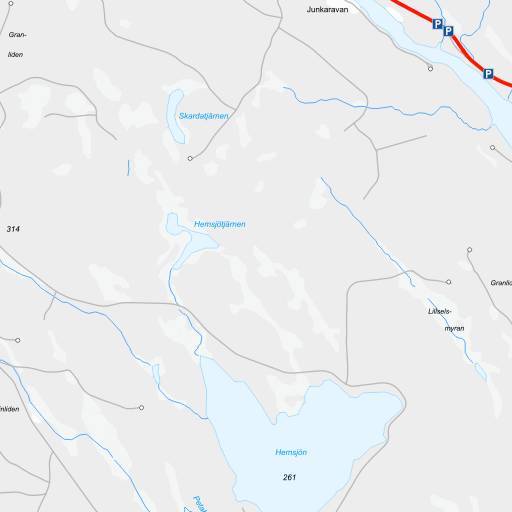 Junkaravan
P
P
P
Gran-
liden
Skardatjärnen
314
Hemsjötjärnen
Granlid
Lillsels-
myran
nliden
Hemsjön
261